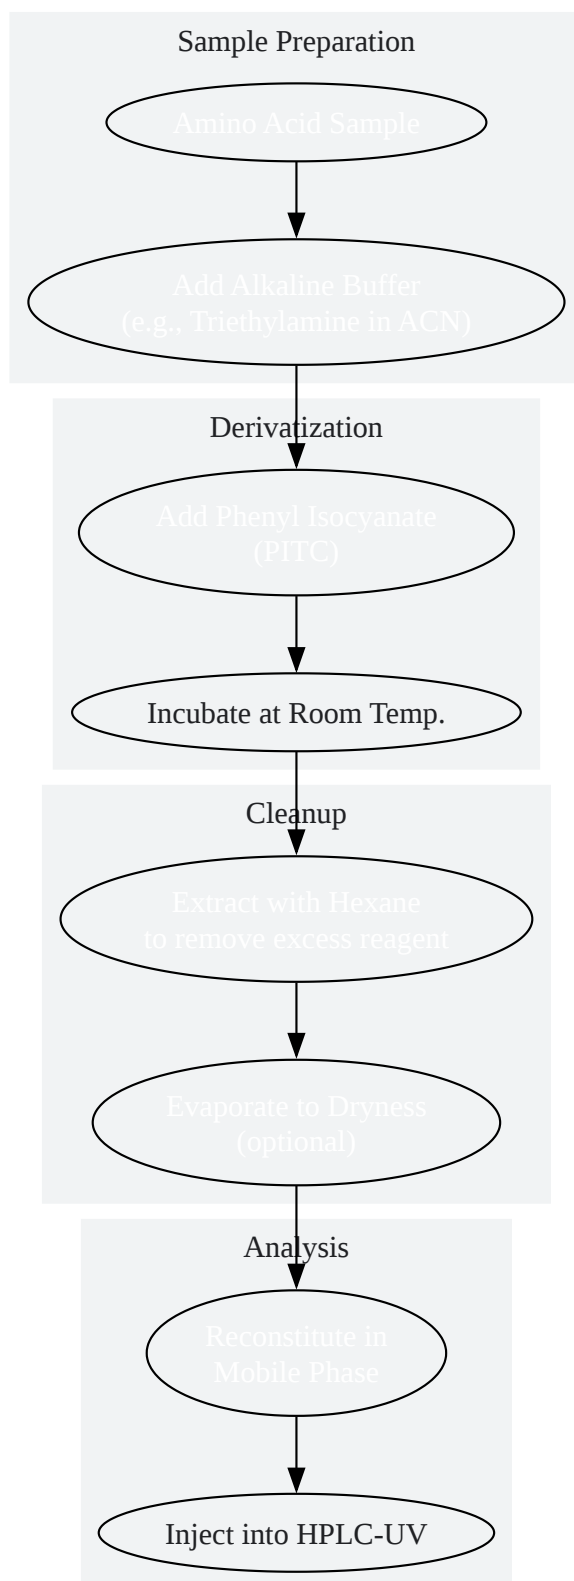 Sample Preparation
Amino Acid Sample
Add Alkaline Buffer
(e.g., Triethylamine in ACN)
Derivatization
Add Phenyl Isocyanate
(PITC)
Incubate at Room Temp.
Cleanup
Extract with Hexane
to remove excess reagent
Evaporate to Dryness
(optional)
Analysis
Reconstitute in
Mobile Phase
Inject into HPLC-UV